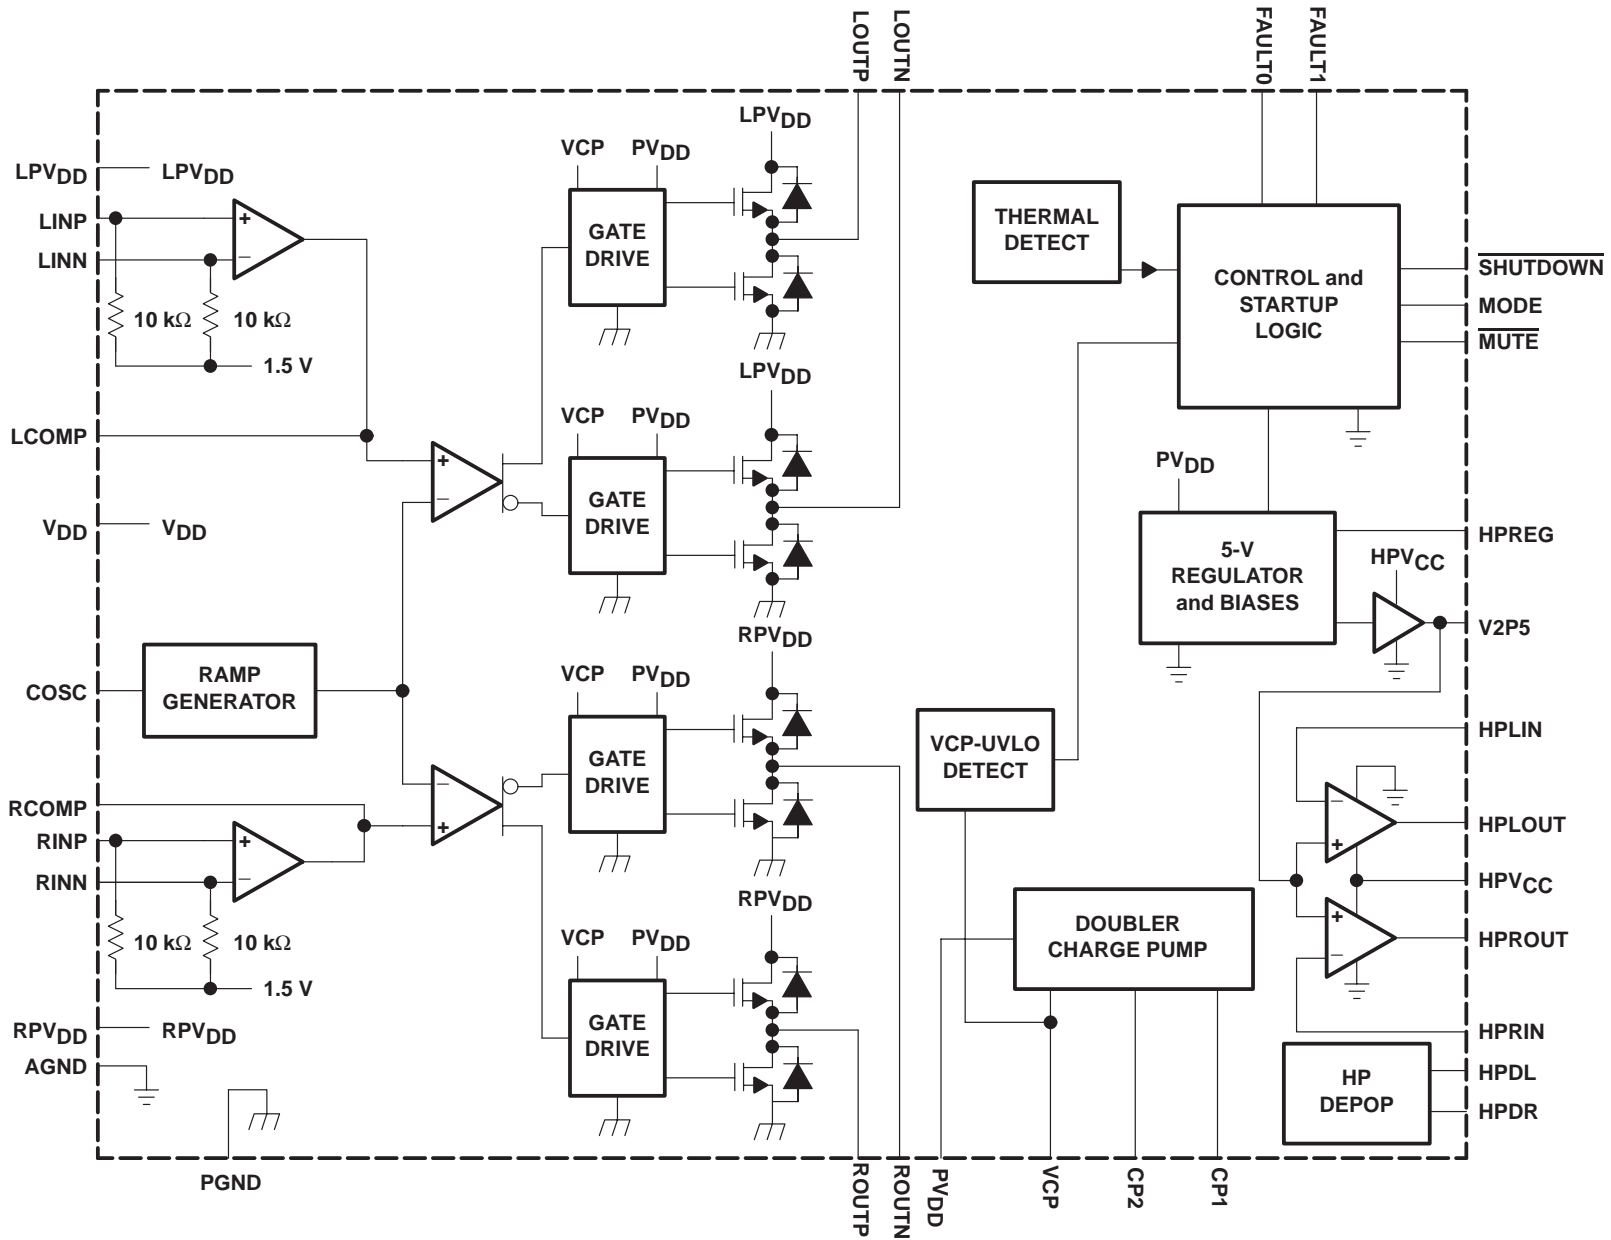 LOUTP
LOUTN
FAULT0
FAULT1
LPVDD
LPVDD
LINP
+
LINN
–
10 kΩ
10 kΩ
1.5 V
LCOMP
VDD
VDD
COSC
RAMP
GENERATOR
RCOMP
RINP
+
RINN
–
10 kΩ
10 kΩ
1.5 V
RPVDD
RPVDD
AGND
PGND
+
–
–
+
VCP
PVDD
LPVDD
GATE
DRIVE
VCP
PVDD
LPVDD
GATE
DRIVE
VCP
PVDD
RPVDD
GATE
DRIVE
VCP
PVDD
RPVDD
GATE
DRIVE
ROUTP
ROUTN
THERMAL
DETECT
CONTROL and
STARTUP
LOGIC
SHUTDOWN
MODE
MUTE
PVDD
5-V
REGULATOR
and BIASES
HPREG
HPVCC
V2P5
VCP-UVLO
DETECT
DOUBLER
CHARGE PUMP
PVDD
VCP
CP2
CP1
HPLIN
–
+
HPLOUT
HPVCC
+
–
HPROUT
HPRIN
HP
DEPOP
HPDL
HPDR